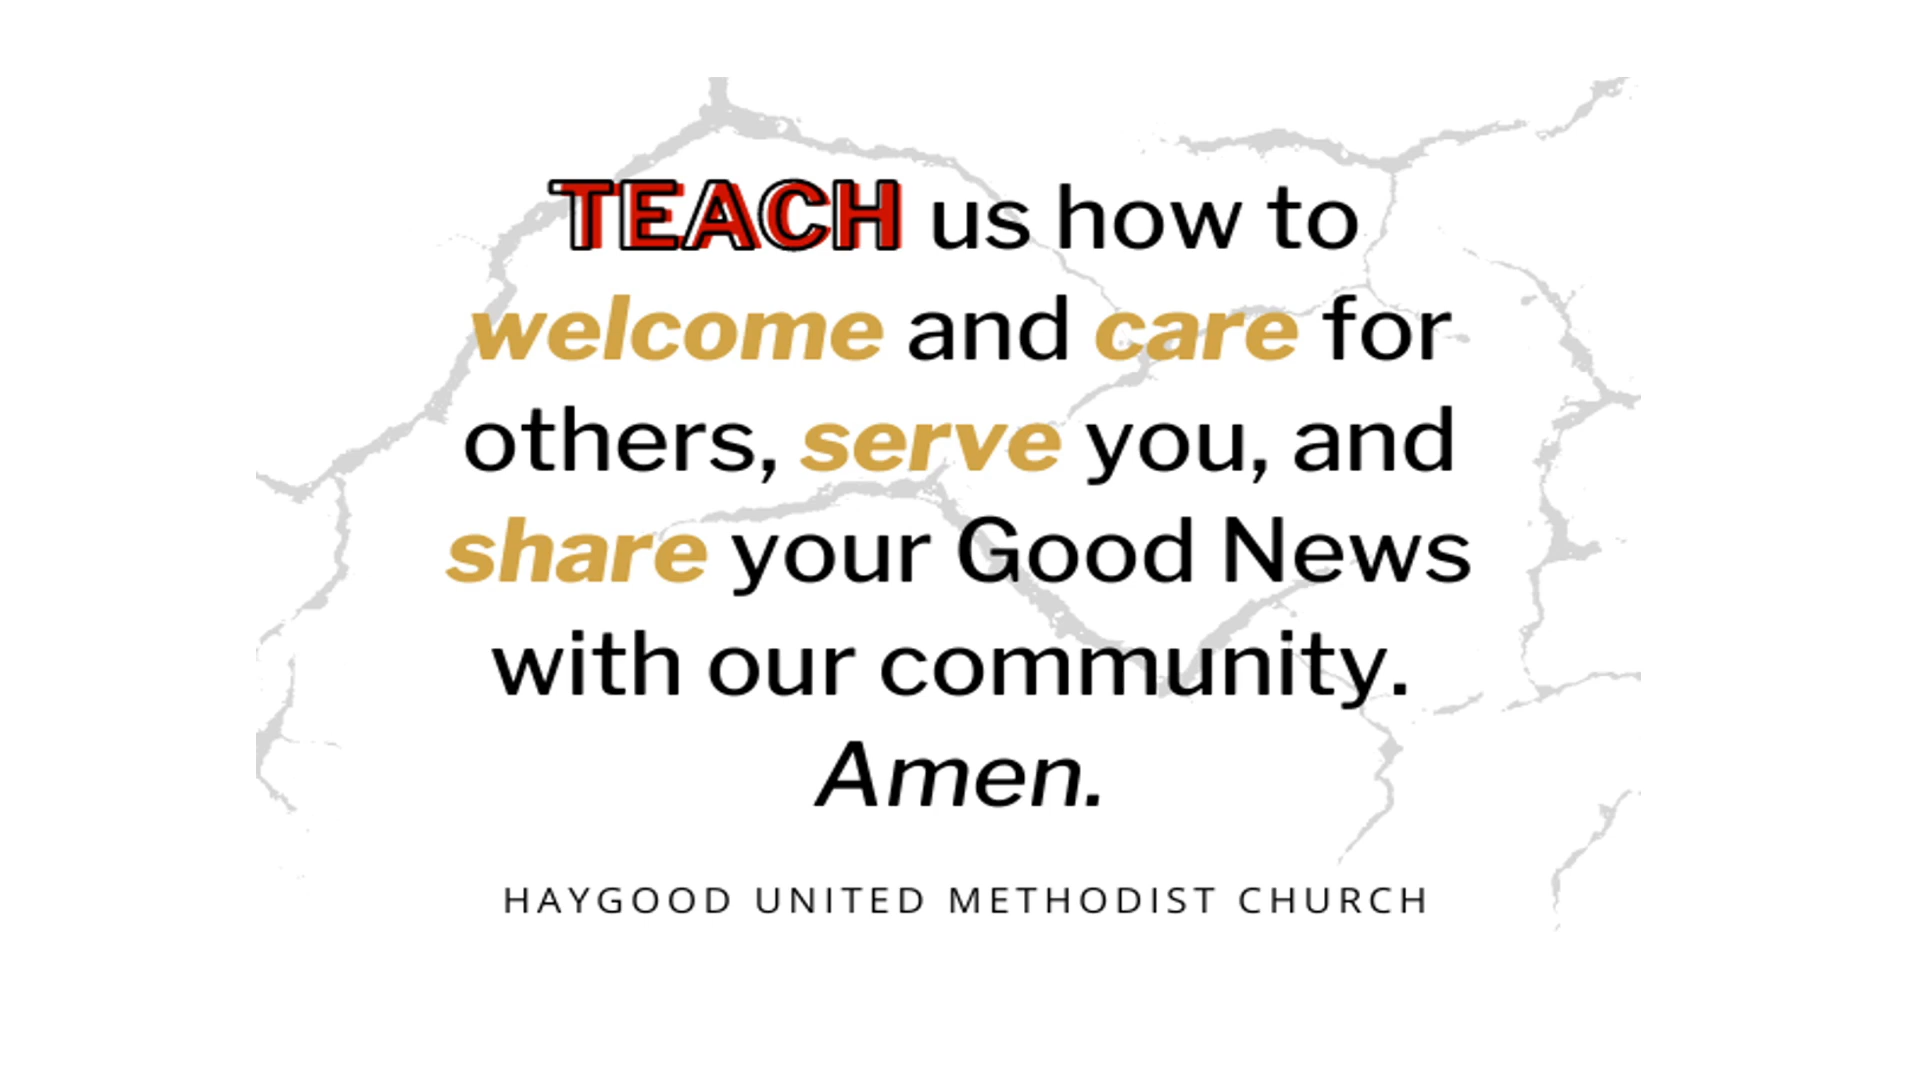 TEACH us how to
welcome and care for
others, serve you, and
share your Good News
with our community.
Amen.
HAYGOOD UNITED METHODIST CHURCH